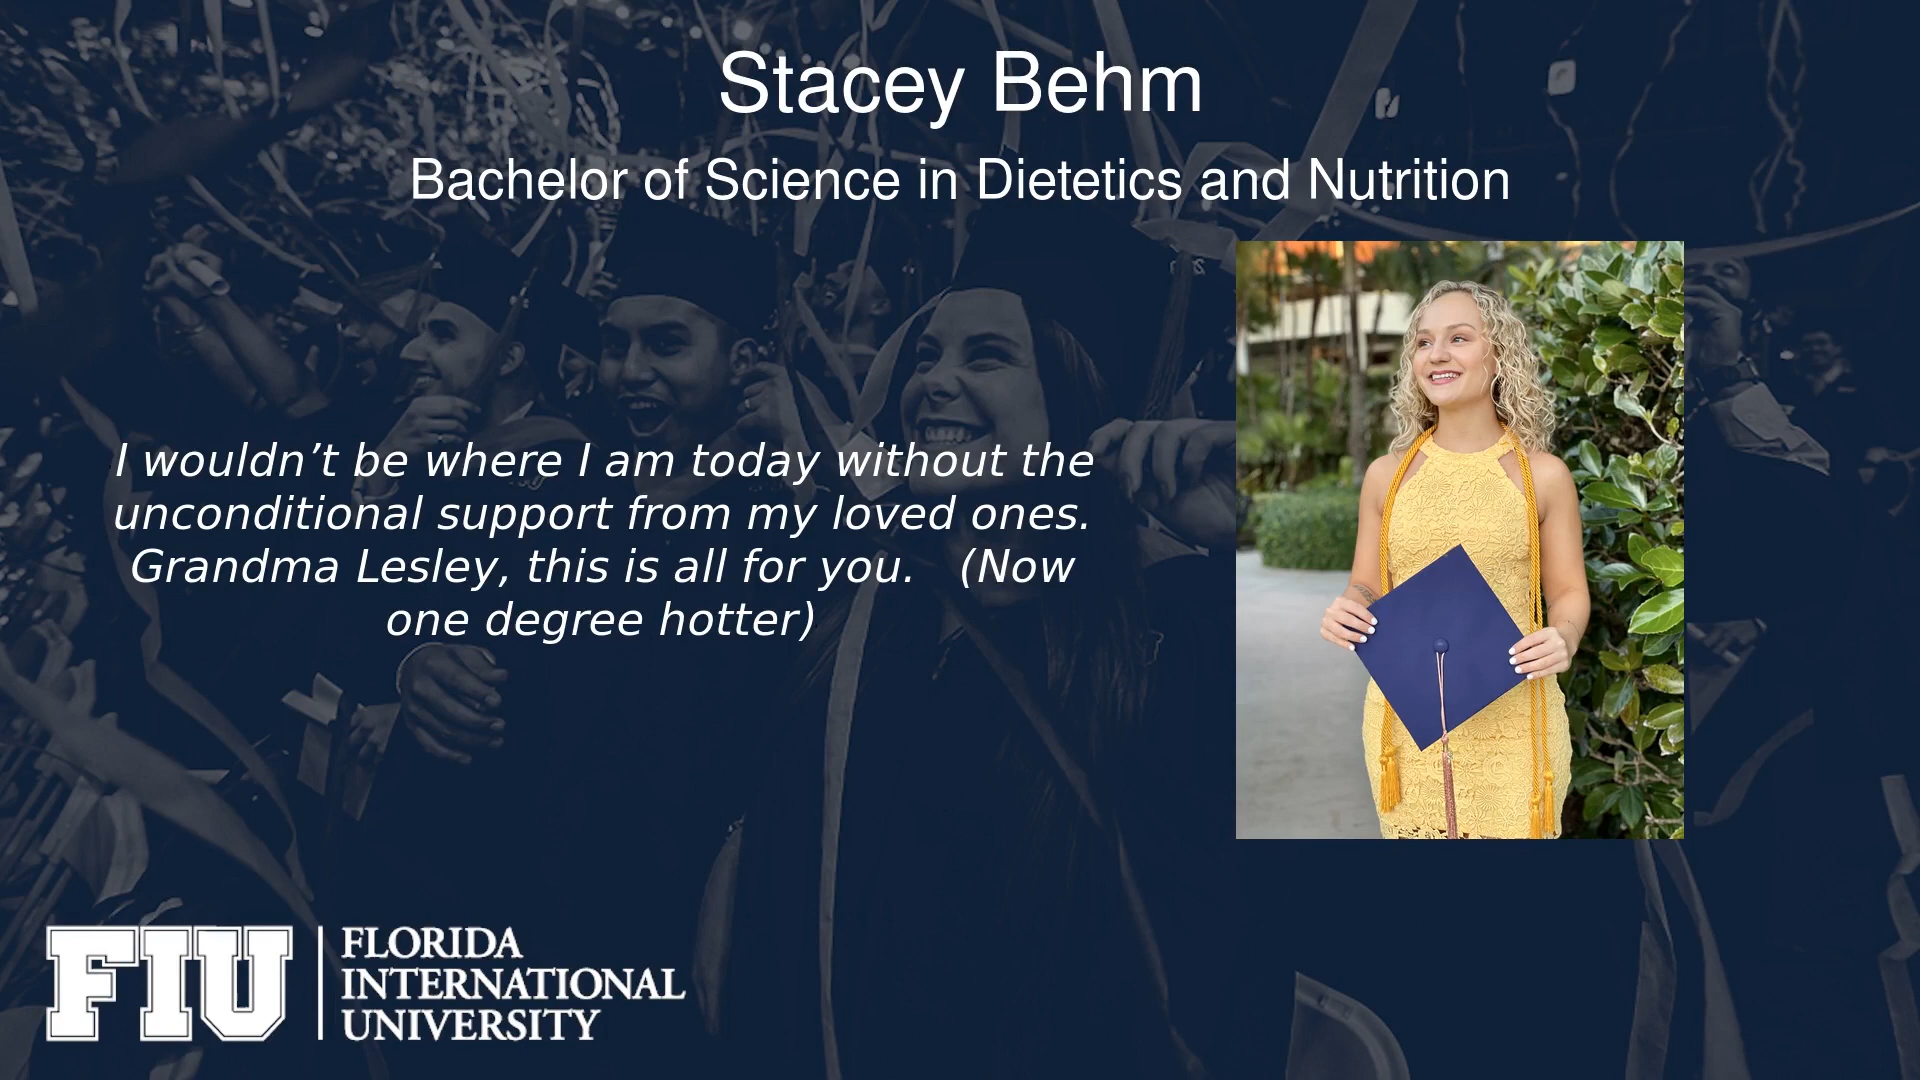 Stacey Behm
Bachelor of Science in Dietetics and Nutrition
I wouldn’t be where I am today without the
unconditional support from my loved ones.
Grandma Lesley, this is all for you.   (Now
one degree hotter)
FIU
FLORIDA
INTERNATIONAL
UNIVERSITY